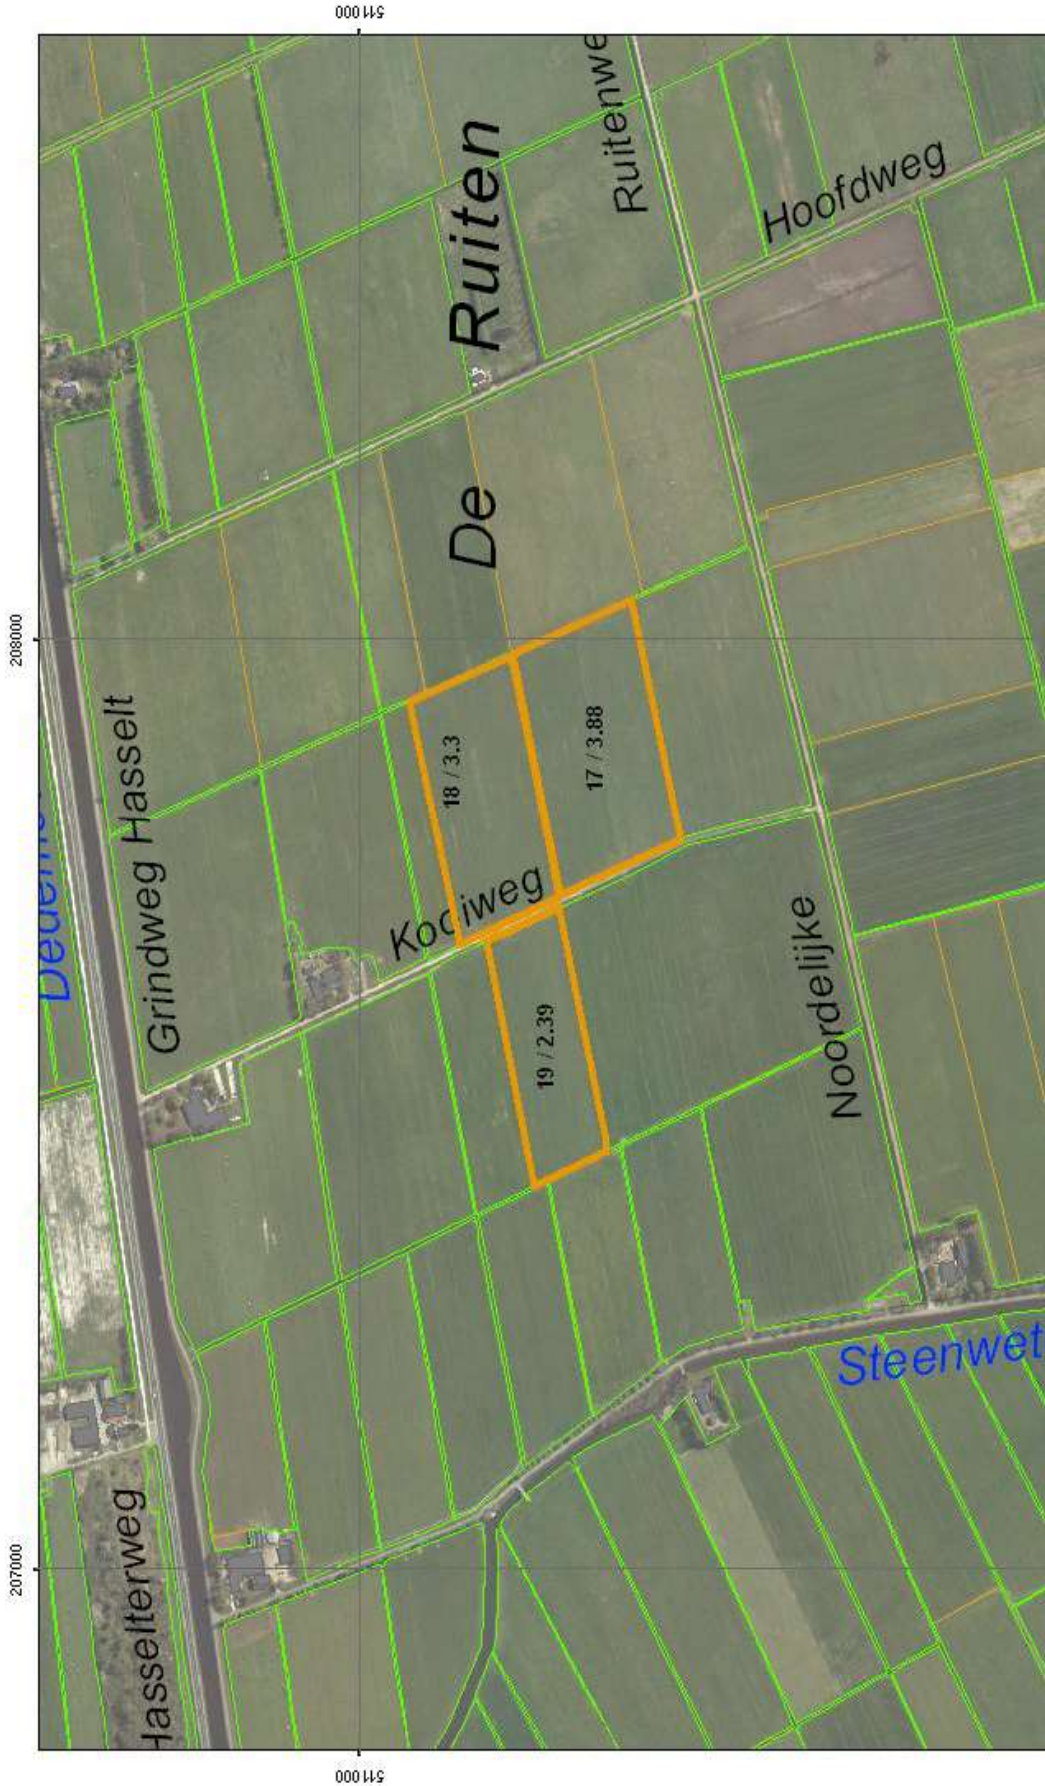 207000
208000
511000
511000
Hasselterweg
Grindweg Hasselt
Kooiweg
De Ruiten
18 / 3.3
19 / 2.39
17 / 3.88
Ruitenwe
Noordelijke
Hoofdweg
Steenwet